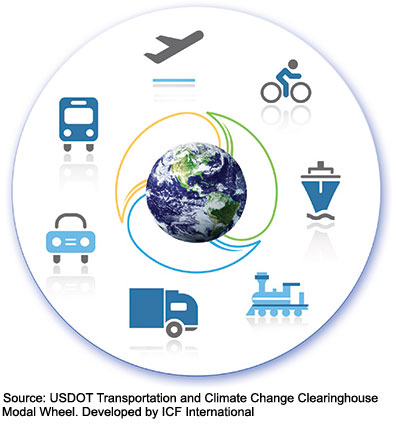 Source: USDOT Transportation and Climate Change Clearinghouse
Modal Wheel. Developed by ICF International